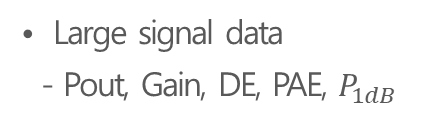 • Large signal data
- Pout, Gain, DE, PAE, P1dB